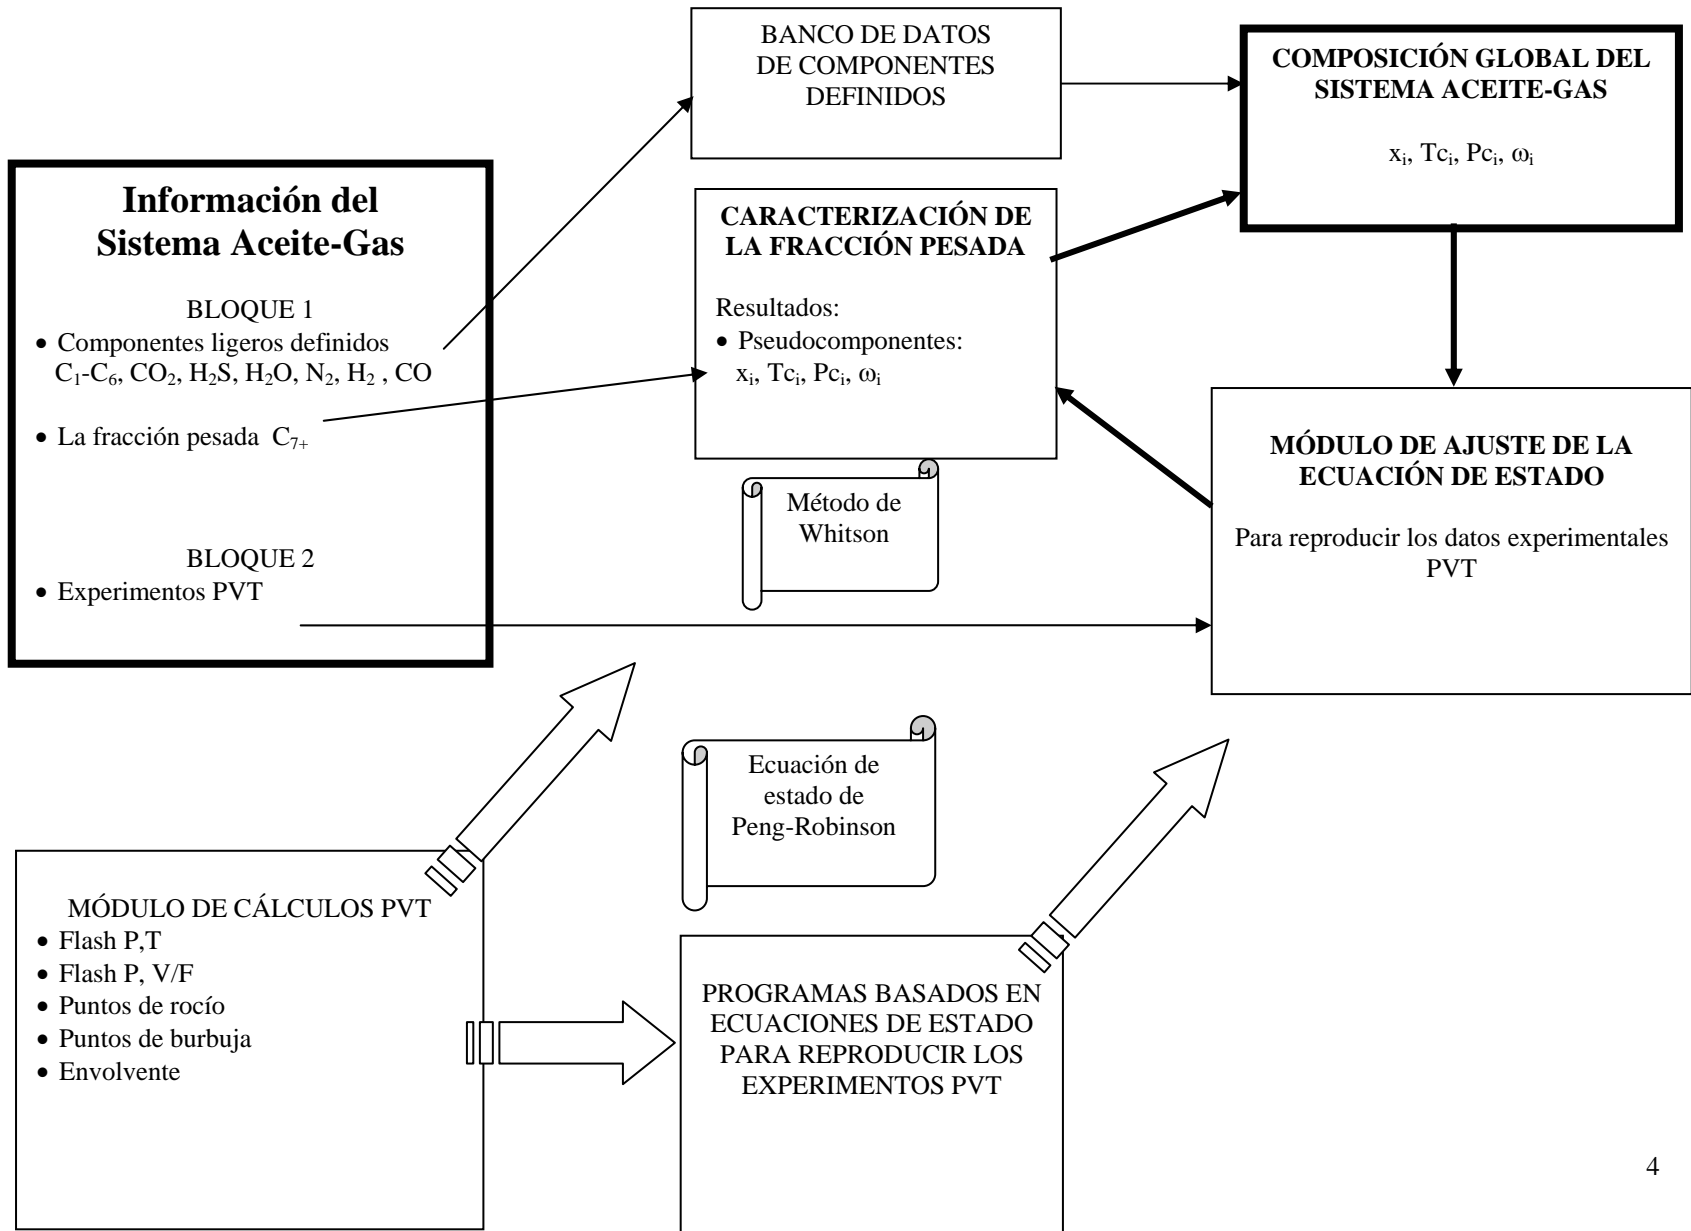 BANCO DE DATOS
DE COMPONENTES
DEFINIDOS
COMPOSICIÓN GLOBAL DEL
SISTEMA ACEITE-GAS
xᵢ, Tcᵢ, Pcᵢ, ωᵢ
Información del
Sistema Aceite-Gas
BLOQUE 1
• Componentes ligeros definidos
C₁-C₆, CO₂, H₂S, H₂O, N₂, H₂ , CO
• La fracción pesada C₇₊
BLOQUE 2
• Experimentos PVT
CARACTERIZACIÓN DE
LA FRACCIÓN PESADA
Resultados:
• Pseudocomponentes:
xᵢ, Tcᵢ, Pcᵢ, ωᵢ
Método de
Whitson
MÓDULO DE AJUSTE DE LA
ECUACIÓN DE ESTADO
Para reproducir los datos experimentales
PVT
Ecuación de
estado de
Peng-Robinson
MÓDULO DE CÁLCULOS PVT
• Flash P,T
• Flash P, V/F
• Puntos de rocío
• Puntos de burbuja
• Envolvente
PROGRAMAS BASADOS EN
ECUACIONES DE ESTADO
PARA REPRODUCIR LOS
EXPERIMENTOS PVT
4